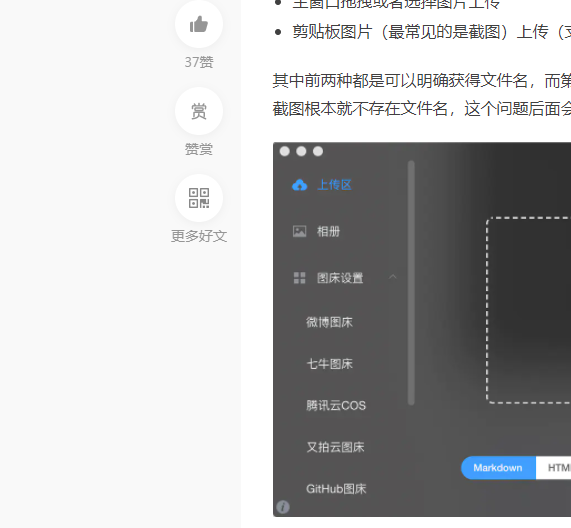 主窗口拖拽或者选择图片上传
剪贴板图片（最常见的是截图）上传（
其中前两种都是可以明确获得文件名，而第
截图根本就不存在文件名，这个问题后面会
37赞
赏
赞赏
更多好文
上传区
相册
图床设置
微博图床
七牛图床
腾讯云COS
又拍云图床
GitHub图床
Markdown
HTM